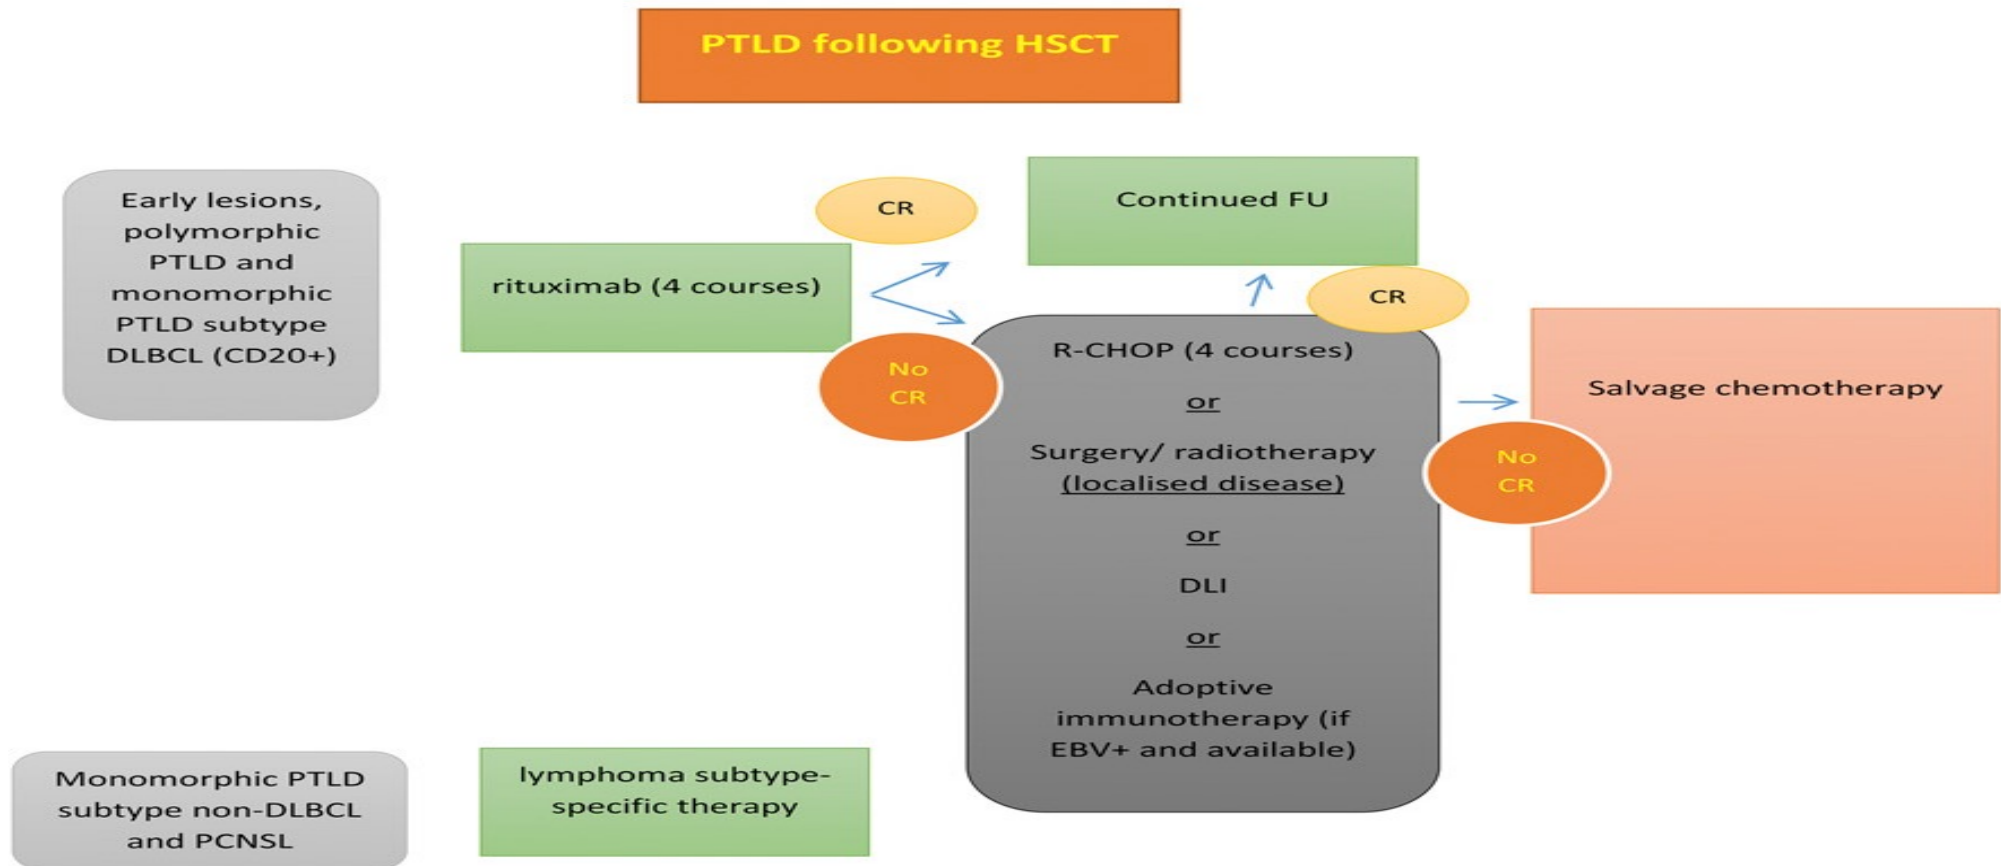 PTLD following HSCT
Early lesions,
polymorphic
PTLD and
monomorphic
PTLD subtype
DLBCL (CD20+)
rituximab (4 courses)
CR
No
CR
Continued FU
CR
R-CHOP (4 courses)
or
Surgery/ radiotherapy
(localised disease)
or
DLI
or
Adoptive
immunotherapy (if
EBV+ and available)
No
CR
Salvage chemotherapy
Monomorphic PTLD
subtype non-DLBCL
and PCNSL
lymphoma subtype-
specific therapy